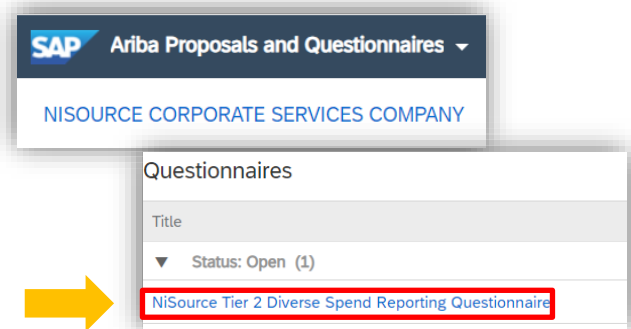 SAP Ariba Proposals and Questionnaires
NISOURCE CORPORATE SERVICES COMPANY
Questionnaires
Title
Status: Open (1)
NiSource Tier 2 Diverse Spend Reporting Questionnaire